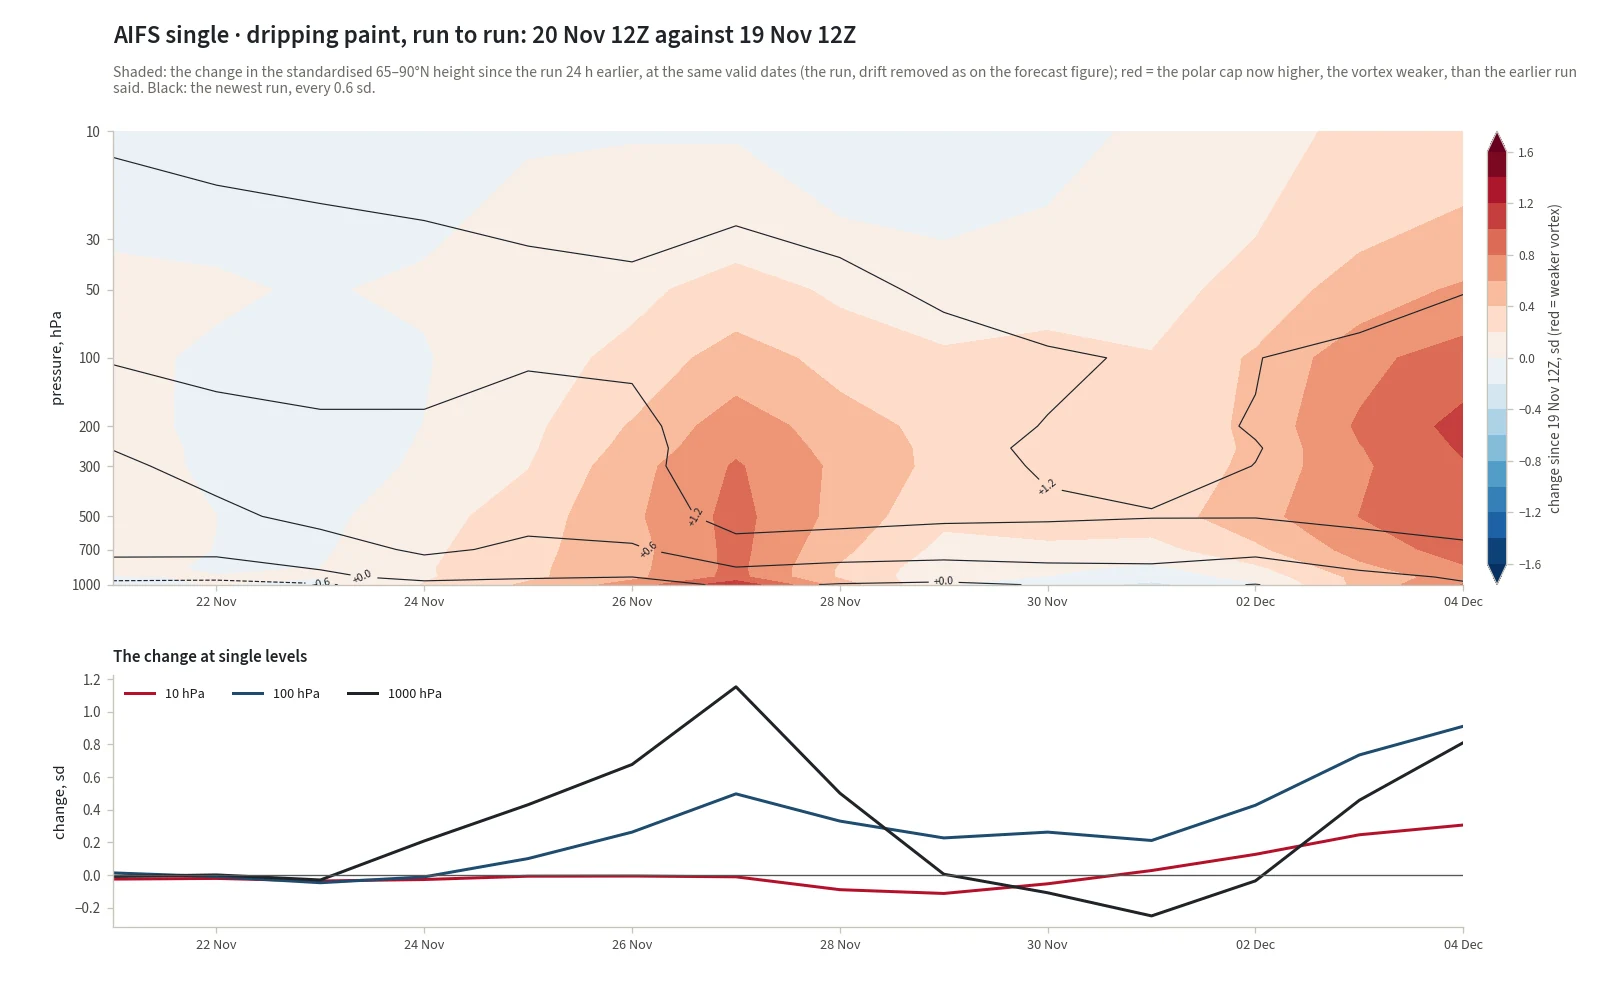 AIFS single · dripping paint, run to run: 20 Nov 12Z against 19 Nov 12Z
Shaded: the change in the standardised 65–90°N height since the run 24 h earlier, at the same valid dates (the run, drift removed as on the forecast figure); red = the polar cap now higher, the vortex weaker, than the earlier run
said. Black: the newest run, every 0.6 sd.
pressure, hPa
10
30
50
100
200
300
500
700
1000
+1.2
+1.2
+0.6
+0.0
-0.6
+0.0
22 Nov
24 Nov
26 Nov
28 Nov
30 Nov
02 Dec
04 Dec
1.6
1.2
0.8
0.4
0.0
−0.4
−0.8
−1.2
−1.6
change since 19 Nov 12Z, sd (red = weaker vortex)
The change at single levels
10 hPa
100 hPa
1000 hPa
change, sd
1.2
1.0
0.8
0.6
0.4
0.2
0.0
−0.2
22 Nov
24 Nov
26 Nov
28 Nov
30 Nov
02 Dec
04 Dec